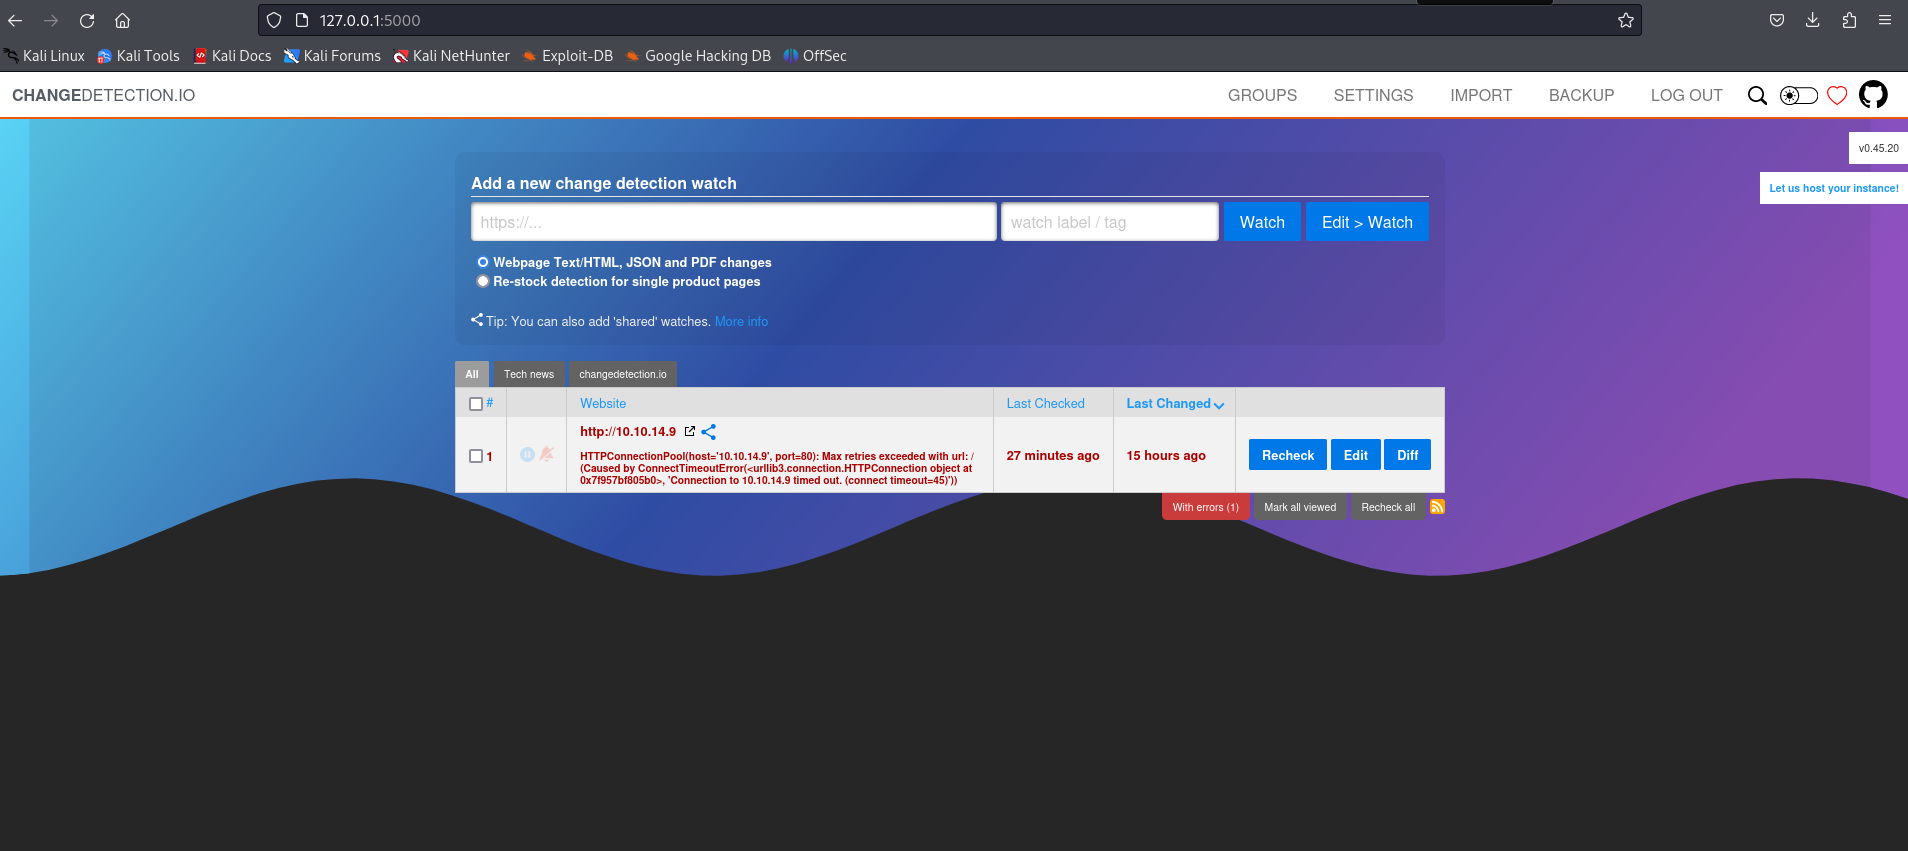 127.0.0.1:5000
Kali Linux Kali Tools Kali Docs Kali Forums Kali NetHunter Exploit-DB Google Hacking DB OffSec
CHANGEDETECTION.IO GROUPS SETTINGS IMPORT BACKUP LOG OUT
v0.45.20
Let us host your instance!
Add a new change detection watch
https://... watch label / tag Watch Edit > Watch
Webpage Text/HTML, JSON and PDF changes
Re-stock detection for single product pages
Tip: You can also add 'shared' watches. More info
All Tech news changedetection.io
# Website Last Checked Last Changed
http://10.10.14.9
1 HTTPConnectionPool(host='10.10.14.9', port=80): Max retries exceeded with url: / 27 minutes ago 15 hours ago Recheck Edit Diff
(Caused by ConnectTimeoutError(<urllib3.connection.HTTPConnection object at
0x7f957bf805b0>, 'Connection to 10.10.14.9 timed out. (connect timeout=45)'))
With errors (1) Mark all viewed Recheck all